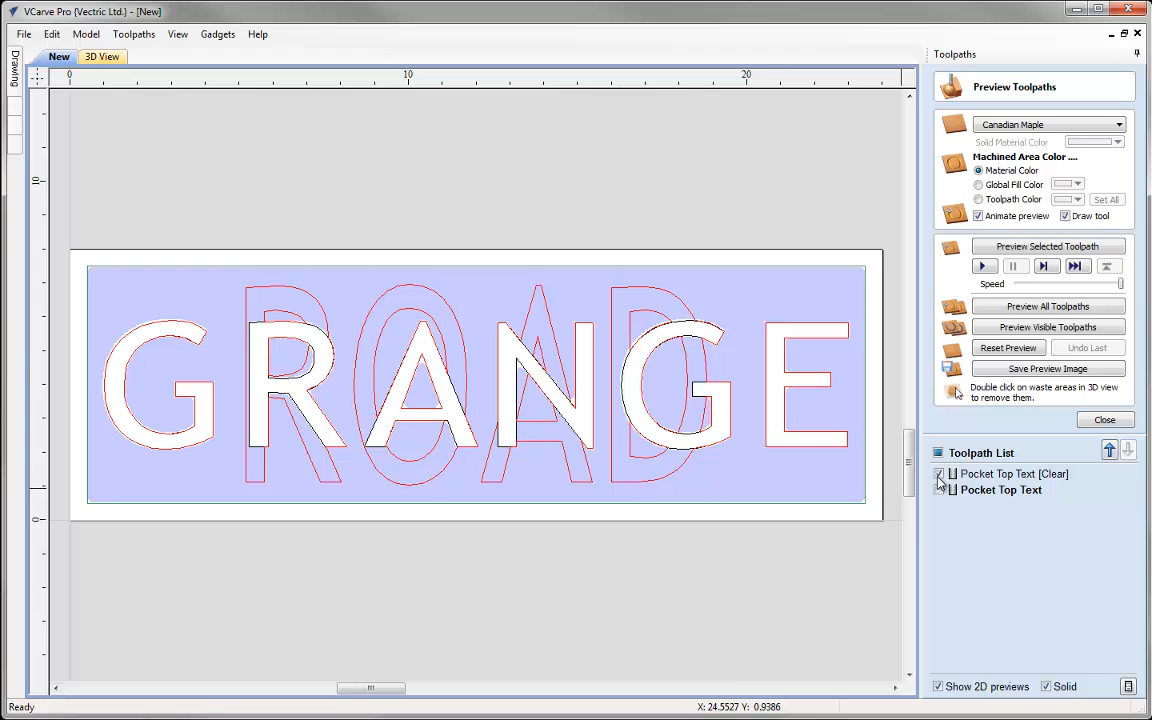 VCarve Pro {Vectric Ltd.} - [New]
File Edit Model Toolpaths View Gadgets Help
Drawing
New 3D View
0 10 20
10
0
ROAD
GRANGE
Toolpaths
Preview Toolpaths
Canadian Maple
Solid Material Color
Machined Area Color ....
Material Color
Global Fill Color
Toolpath Color Set All
Animate preview Draw tool
Preview Selected Toolpath
Speed
Preview All Toolpaths
Preview Visible Toolpaths
Reset Preview Undo Last
Save Preview Image
Double click on waste areas in 3D view
to remove them.
Close
Toolpath List
Pocket Top Text [Clear]
Pocket Top Text
Show 2D previews Solid
Ready X: 24.5527 Y: 0.9386